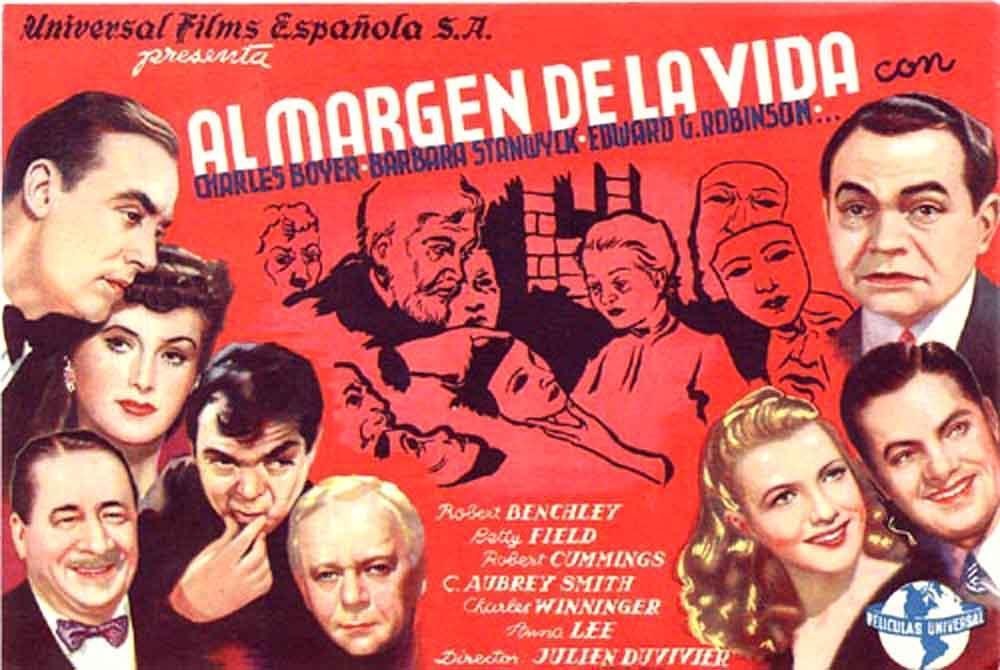 Universal Films Española S.A.
presenta
AL MARGEN DE LA VIDA con
CHARLES BOYER · BARBARA STANWYCK · EDWARD G. ROBINSON:..
Robert BENCHLEY
Betty FIELD
Robert CUMMINGS
C. AUBREY SMITH
Charles WINNINGER
Anna LEE
Director JULIEN DUVIVIER
PELICULAS UNIVERSAL